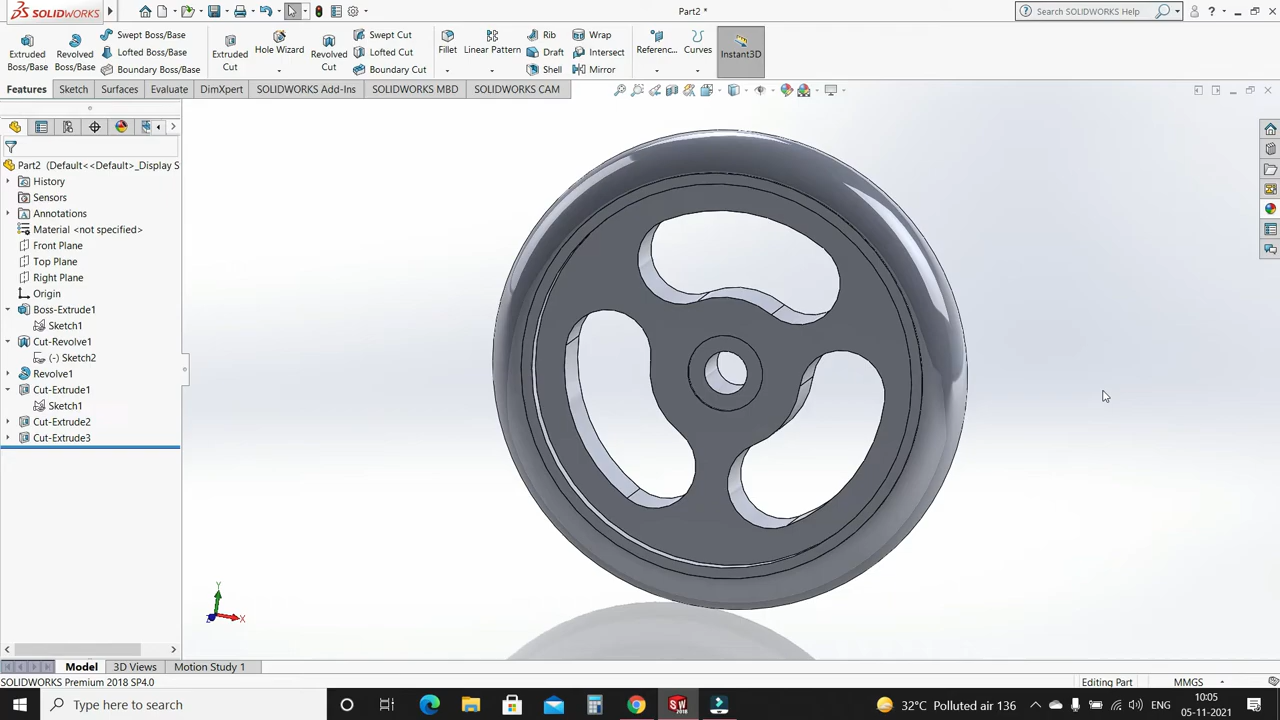 SOLIDWORKS
Part2 *
Search SOLIDWORKS Help
Extruded Boss/Base
Revolved Boss/Base
Swept Boss/Base
Lofted Boss/Base
Boundary Boss/Base
Extruded Cut
Hole Wizard
Revolved Cut
Swept Cut
Lofted Cut
Boundary Cut
Fillet
Linear Pattern
Rib
Draft
Shell
Wrap
Intersect
Mirror
Referenc...
Curves
Instant3D
Features
Sketch
Surfaces
Evaluate
DimXpert
SOLIDWORKS Add-Ins
SOLIDWORKS MBD
SOLIDWORKS CAM
Part2 (Default<<Default>_Display S
History
Sensors
Annotations
Material <not specified>
Front Plane
Top Plane
Right Plane
Origin
Boss-Extrude1
Sketch1
Cut-Revolve1
(-) Sketch2
Revolve1
Cut-Extrude1
Sketch1
Cut-Extrude2
Cut-Extrude3
Y
X
Z
Model
3D Views
Motion Study 1
SOLIDWORKS Premium 2018 SP4.0
Editing Part
MMGS
Type here to search
SW
2018
32°C Polluted air 136
ENG
10:05
05-11-2021